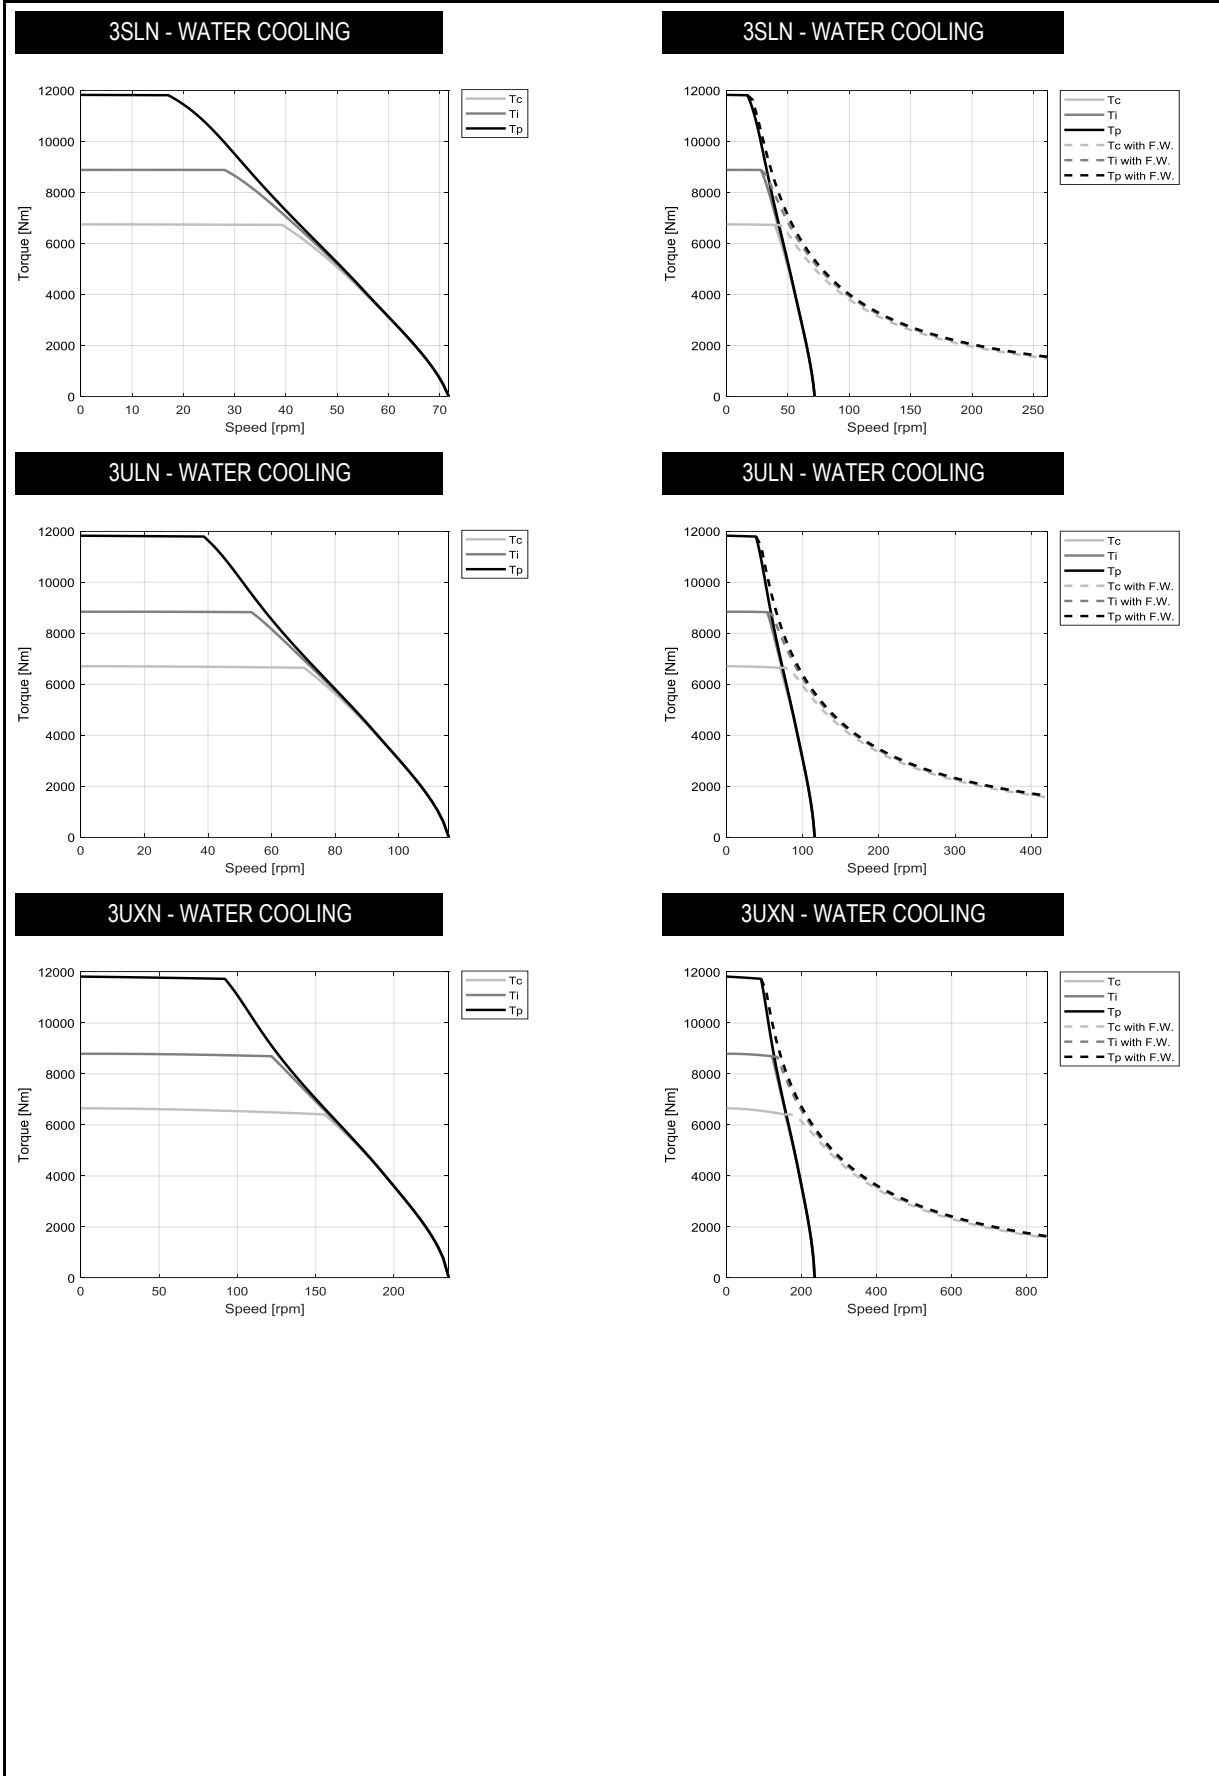 3SLN - WATER COOLING
12000
10000
8000
6000
4000
2000
0
Torque [Nm]
0 10 20 30 40 50 60 70
Speed [rpm]
Tc
Ti
Tp
3SLN - WATER COOLING
12000
10000
8000
6000
4000
2000
0
Torque [Nm]
0 50 100 150 200 250
Speed [rpm]
Tc
Ti
Tp
Tc with F.W.
Ti with F.W.
Tp with F.W.
3ULN - WATER COOLING
12000
10000
8000
6000
4000
2000
0
Torque [Nm]
0 20 40 60 80 100
Speed [rpm]
Tc
Ti
Tp
3ULN - WATER COOLING
12000
10000
8000
6000
4000
2000
0
Torque [Nm]
0 100 200 300 400
Speed [rpm]
Tc
Ti
Tp
Tc with F.W.
Ti with F.W.
Tp with F.W.
3UXN - WATER COOLING
12000
10000
8000
6000
4000
2000
0
Torque [Nm]
0 50 100 150 200
Speed [rpm]
Tc
Ti
Tp
3UXN - WATER COOLING
12000
10000
8000
6000
4000
2000
0
Torque [Nm]
0 200 400 600 800
Speed [rpm]
Tc
Ti
Tp
Tc with F.W.
Ti with F.W.
Tp with F.W.